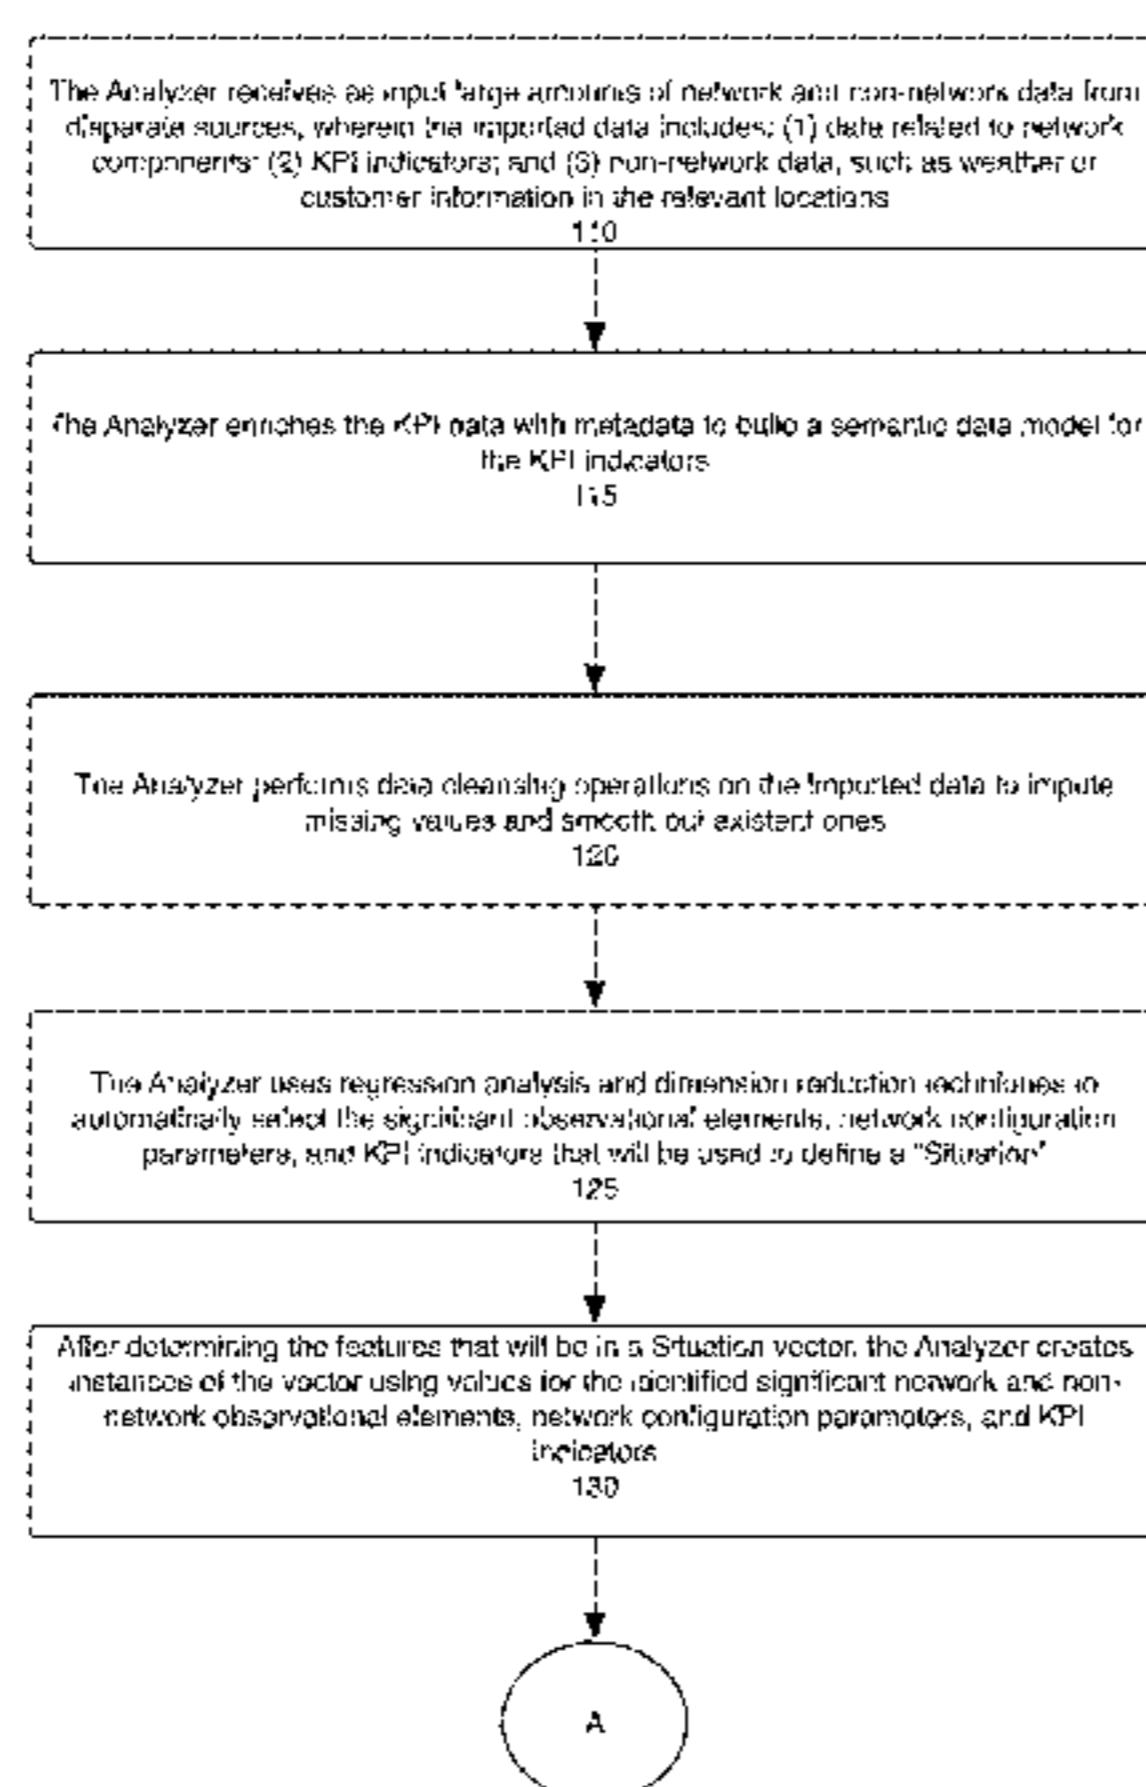 The Analyzer receives as input large amounts of network and non-network data from
disparate sources, wherein the imported data includes: (1) data related to network
components; (2) KPI indicators; and (3) non-network data, such as weather or
customer information in the relevant locations
110
The Analyzer enriches the KPI data with metadata to build a semantic data model for
the KPI indicators
115
The Analyzer performs data cleansing operations on the imported data to impute
missing values and smooth out existent ones
120
The Analyzer uses regression analysis and dimension reduction techniques to
automatically select the significant observational elements, network configuration
parameters, and KPI indicators that will be used to define a "Situation"
125
After determining the features that will be in a Situation vector, the Analyzer creates
instances of the vector using values for the identified significant network and non-
network observational elements, network configuration parameters, and KPI
indicators
130
A